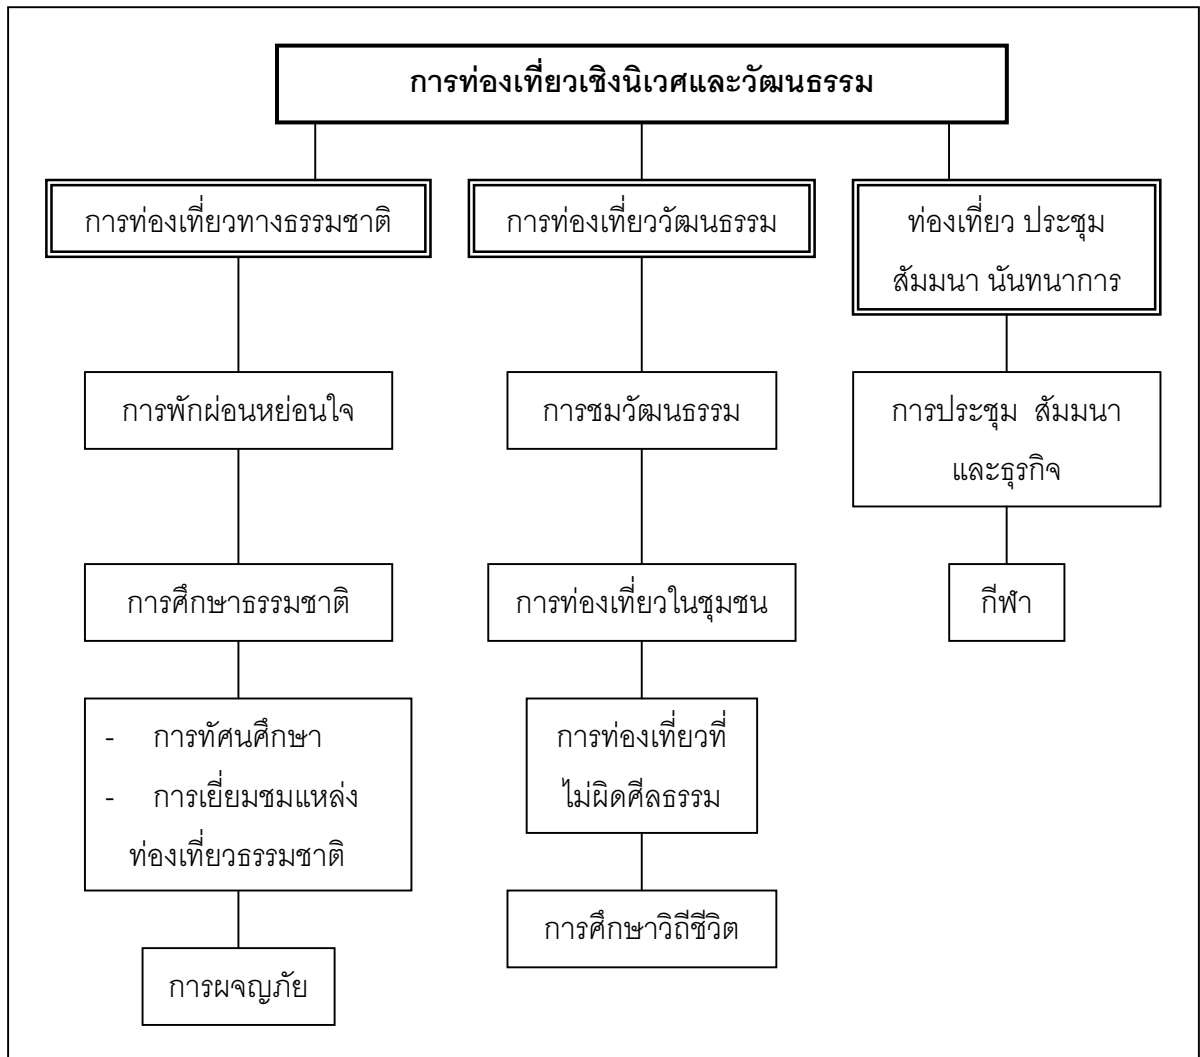 การท่องเที่ยวเชิงนิเวศและวัฒนธรรม
การท่องเที่ยวทางธรรมชาติ
การท่องเที่ยววัฒนธรรม
ท่องเที่ยว ประชุม
สัมมนา นันทนาการ
การพักผ่อนหย่อนใจ
การชมวัฒนธรรม
การประชุม สัมมนา
และธุรกิจ
การศึกษาธรรมชาติ
การท่องเที่ยวในชุมชน
กีฬา
- การทัศนศึกษา
- การเยี่ยมชมแหล่ง
ท่องเที่ยวธรรมชาติ
การท่องเที่ยวที่
ไม่ผิดศีลธรรม
การศึกษาวิถีชีวิต
การผจญภัย